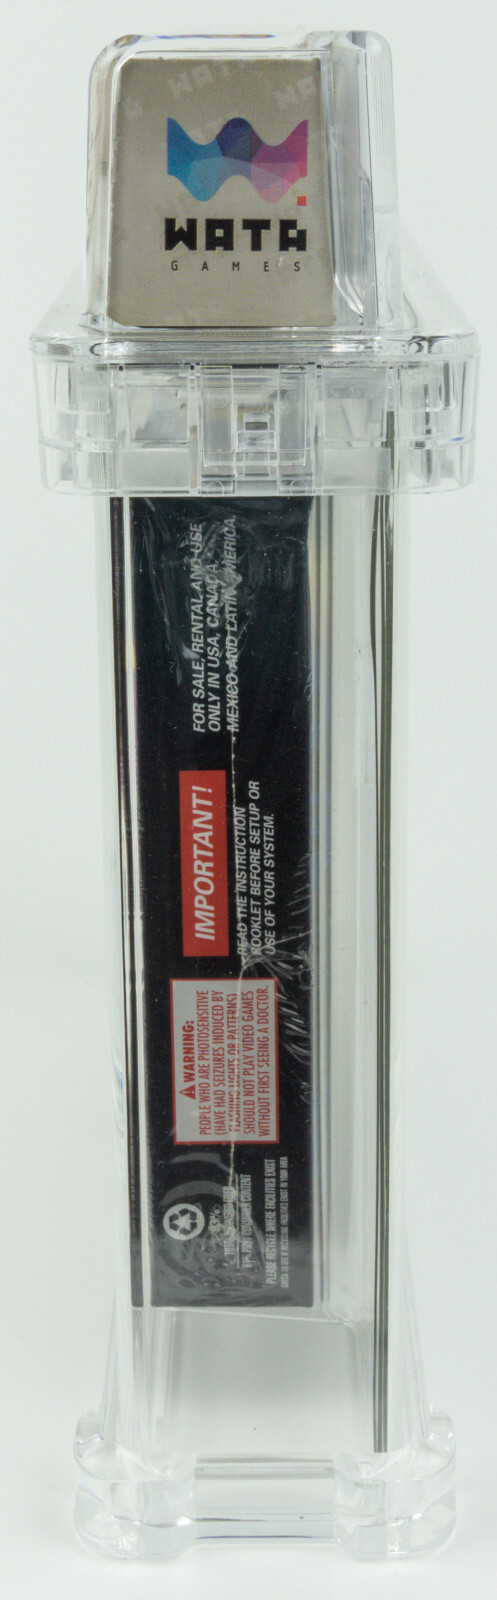 WATA
GAMES
FOR SALE, RENTAL AND USE
ONLY IN USA, CANADA,
MEXICO AND LATIN AMERICA.
IMPORTANT!
READ THE INSTRUCTION
BOOKLET BEFORE SETUP OR
USE OF YOUR SYSTEM.
WARNING:
PEOPLE WHO ARE PHOTOSENSITIVE
(HAVE HAD SEIZURES INDUCED BY
FLASHING LIGHTS OR PATTERNS)
SHOULD NOT PLAY VIDEO GAMES
WITHOUT FIRST SEEING A DOCTOR.
CONTENT
PLEASE RECYCLE WHERE FACILITIES EXIST